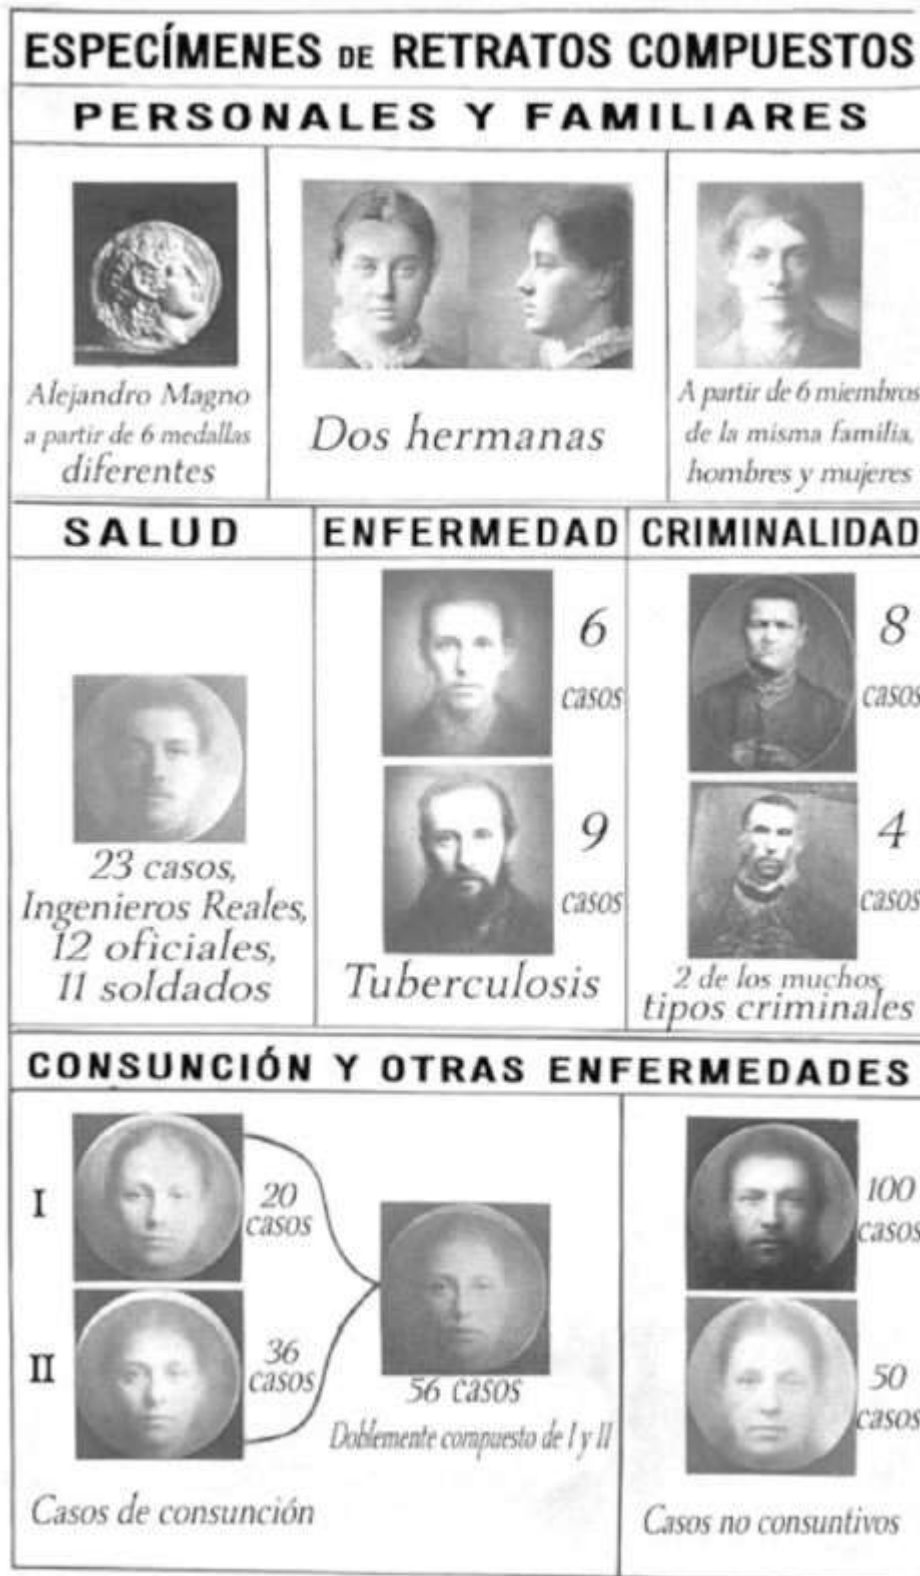 ESPECÍMENES DE RETRATOS COMPUESTOS
PERSONALES Y FAMILIARES
Alejandro Magno
a partir de 6 medallas
diferentes
Dos hermanas
A partir de 6 miembros
de la misma familia,
hombres y mujeres
SALUD
23 casos,
Ingenieros Reales,
12 oficiales,
11 soldados
ENFERMEDAD
6
casos
9
casos
Tuberculosis
CRIMINALIDAD
8
casos
4
casos
2 de los muchos
tipos criminales
CONSUNCIÓN Y OTRAS ENFERMEDADES
I
20
casos
II
36
casos
56 casos
Doblemente compuesto de I y II
Casos de consunción
100
casos
50
casos
Casos no consuntivos